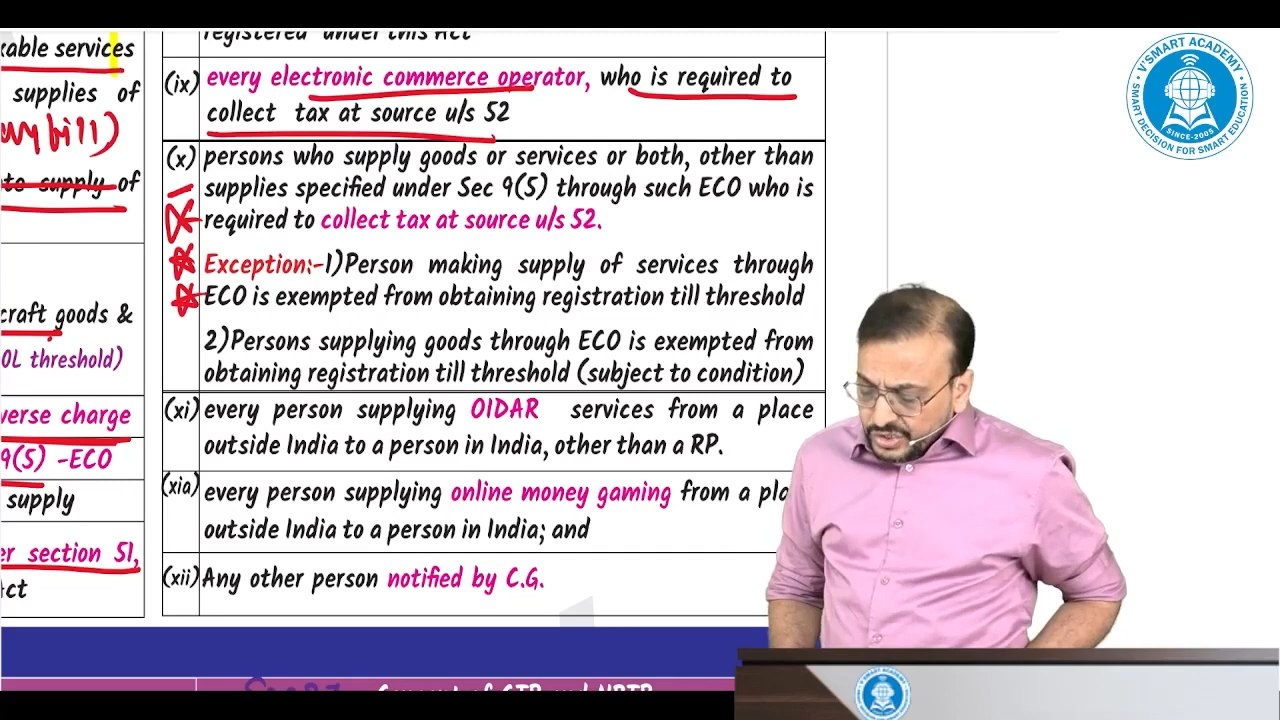 xable services
supplies of
way bill)
to supply of
craft goods &
OL threshold)
verse charge
9(5) -ECO
supply
er section 51,
Act
registered under this Act
(ix) every electronic commerce operator, who is required to
collect tax at source u/s 52
(x) persons who supply goods or services or both, other than
supplies specified under Sec 9(5) through such ECO who is
required to collect tax at source u/s 52.
Exception:-1)Person making supply of services through
ECO is exempted from obtaining registration till threshold
2)Persons supplying goods through ECO is exempted from
obtaining registration till threshold (subject to condition)
(xi) every person supplying OIDAR services from a place
outside India to a person in India, other than a RP.
(xia) every person supplying online money gaming from a pla
outside India to a person in India; and
(xii) Any other person notified by C.G.
V'SMART ACADEMY
SINCE-2005
SMART DECISION FOR SMART EDUCATION